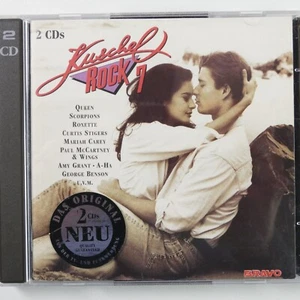 2 CDs
2
CD
Kuschel
ROCK 7
QUEEN
SCORPIONS
ROXETTE
CURTIS STIGERS
MARIAH CAREY
PAUL MCCARTNEY
& WINGS
AMY GRANT · A-HA
GEORGE BENSON
U.V.M.
DAS ORIGINAL
2 CDs
NEU
BRAVO